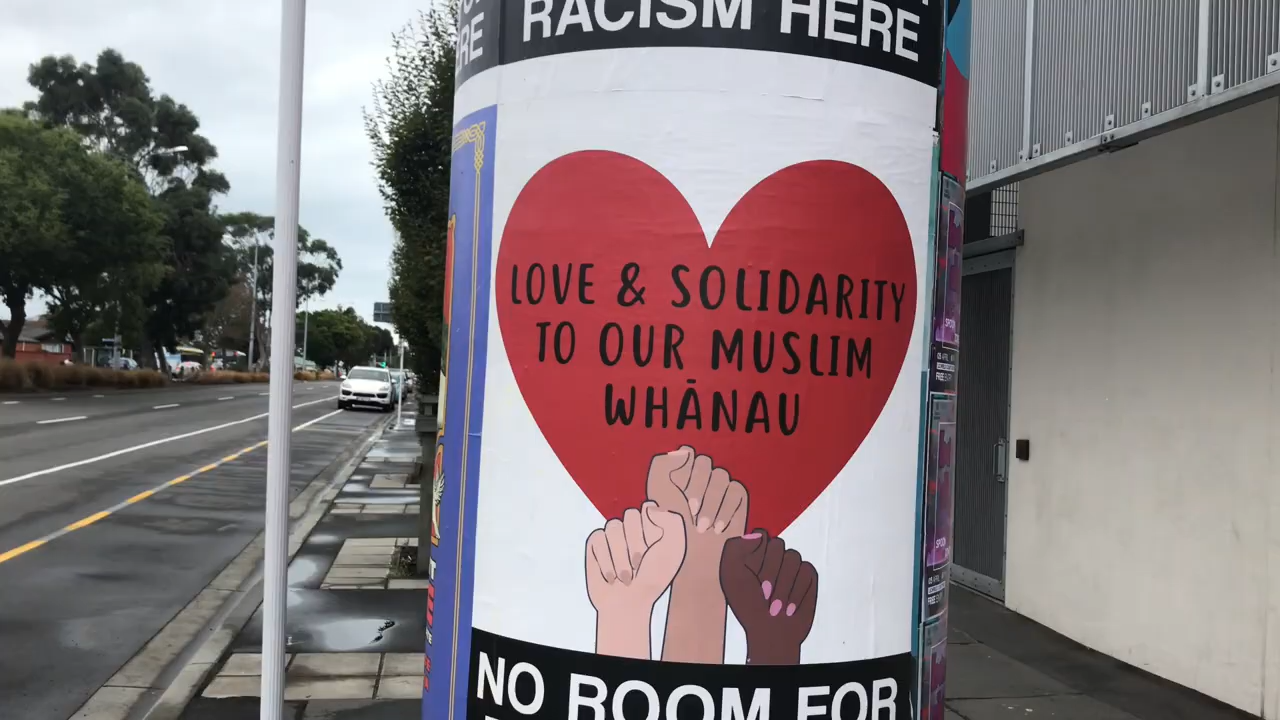 RACISM HERE
LOVE & SOLIDARITY
TO OUR MUSLIM
WHĀNAU
NO ROOM FOR